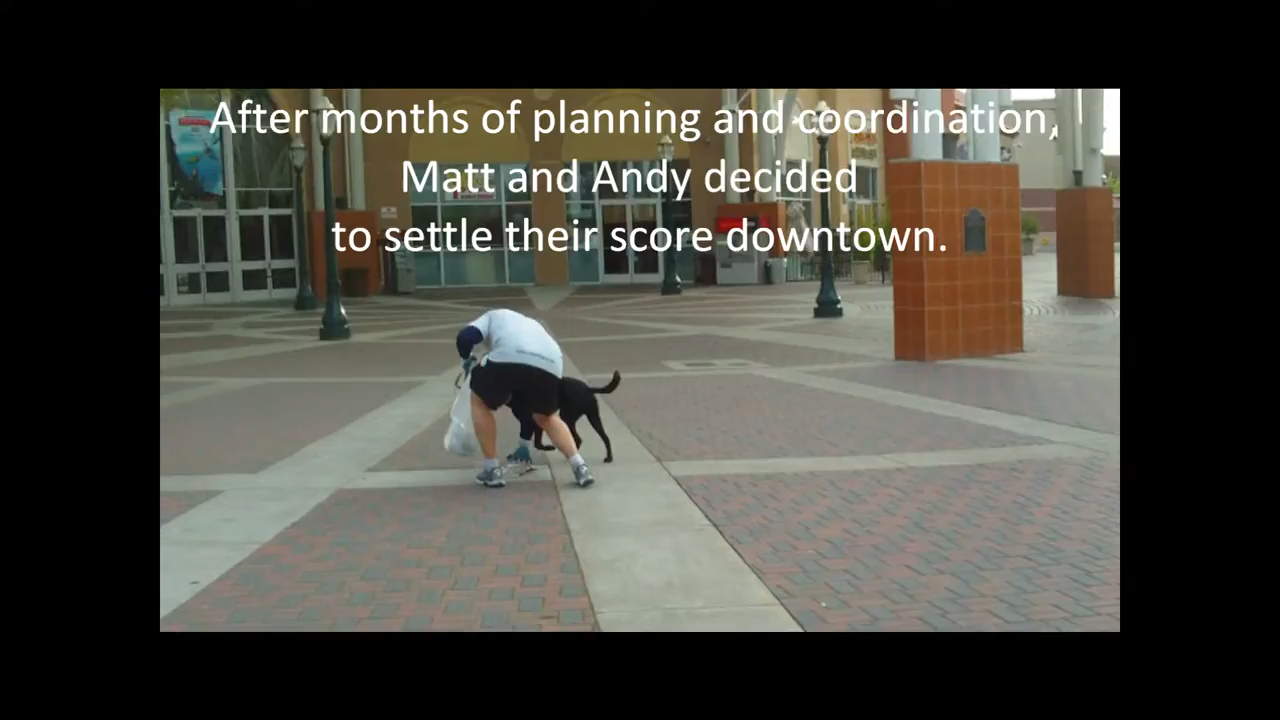 After months of planning and coordination,
Matt and Andy decided
to settle their score downtown.